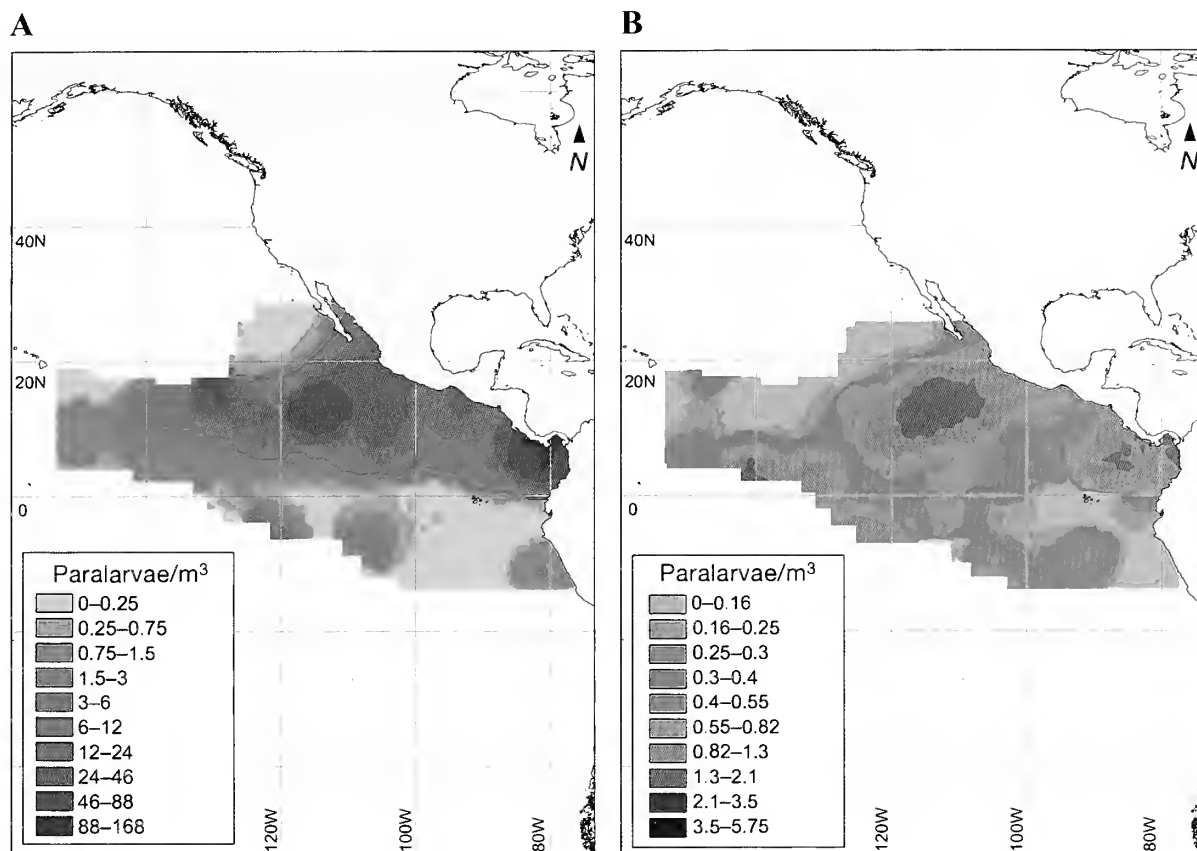 A
B
N
N
40N
20N
0
40N
20N
0
Paralarvae/m³
0–0.25
0.25–0.75
0.75–1.5
1.5–3
3–6
6–12
12–24
24–46
46–88
88–168
120W
100W
80W
Paralarvae/m³
0–0.16
0.16–0.25
0.25–0.3
0.3–0.4
0.4–0.55
0.55–0.82
0.82–1.3
1.3–2.1
2.1–3.5
3.5–5.75
120W
100W
80W